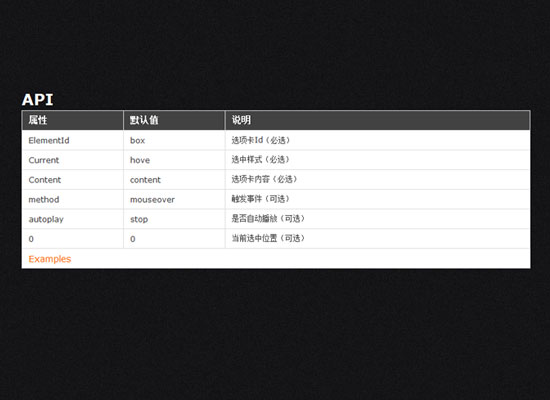 API
属性 默认值 说明
ElementId box 选项卡Id（必选）
Current hove 选中样式（必选）
Content content 选项卡内容（必选）
method mouseover 触发事件（可选）
autoplay stop 是否自动播放（可选）
0 0 当前选中位置（可选）
Examples